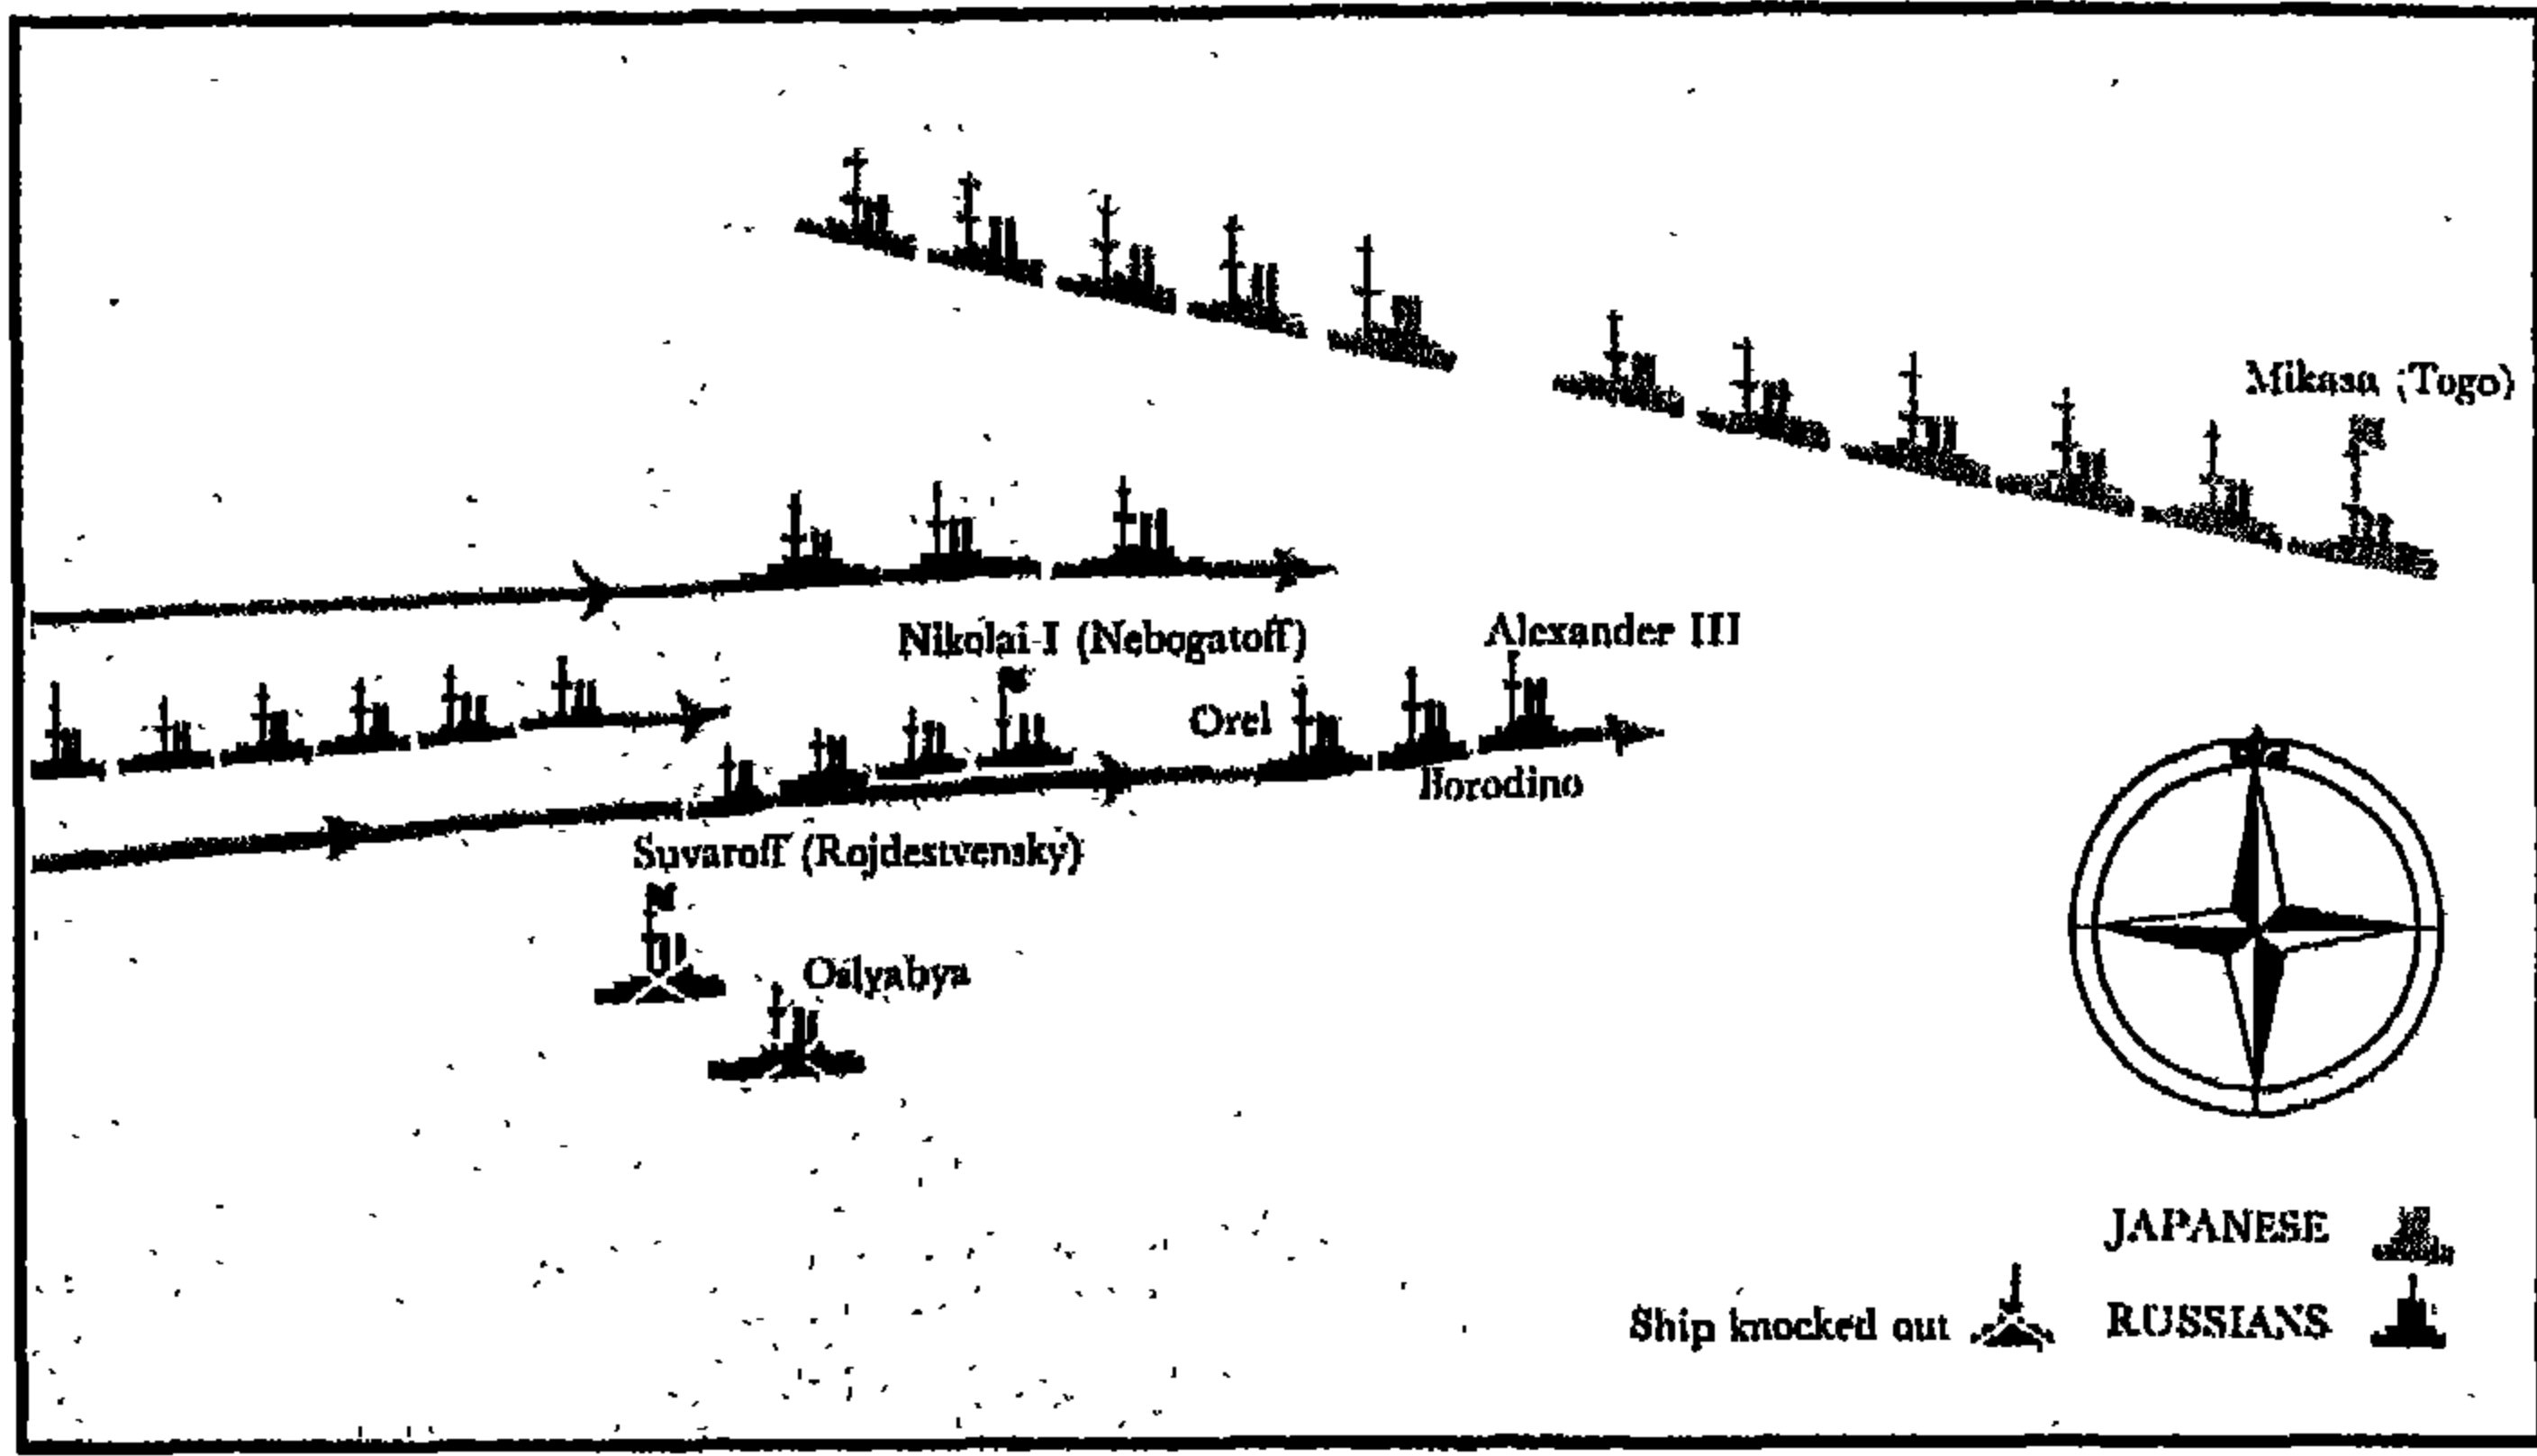 Mikasa (Togo)
Nikolai-I (Nebogatoff)
Alexander III
Orel
Borodino
Suvaroff (Rojdestvensky)
Oslyabya
JAPANESE
Ship knocked out
RUSSIANS